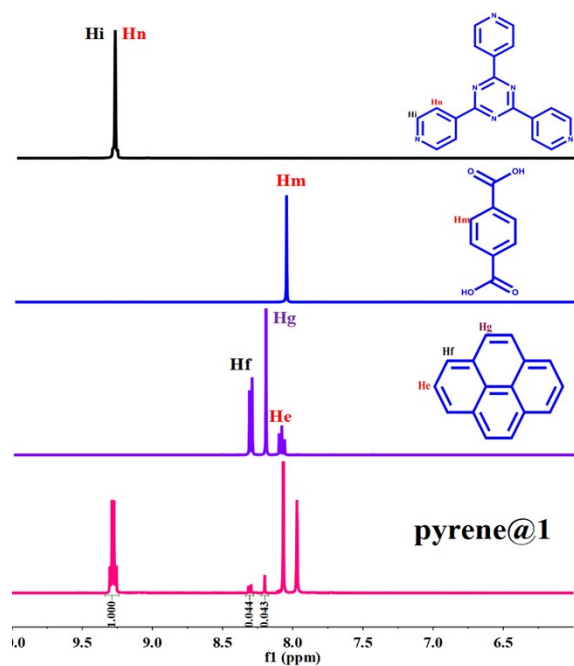 Hi Hn
N
Hn
N N
Hi
N N N
O OH
Hm
Hm
HO O
Hg
Hg
Hf
Hf
He
He
pyrene@1
1.000
0.044
0.043
.0 9.5 9.0 8.5 8.0 7.5 7.0 6.5
f1 (ppm)